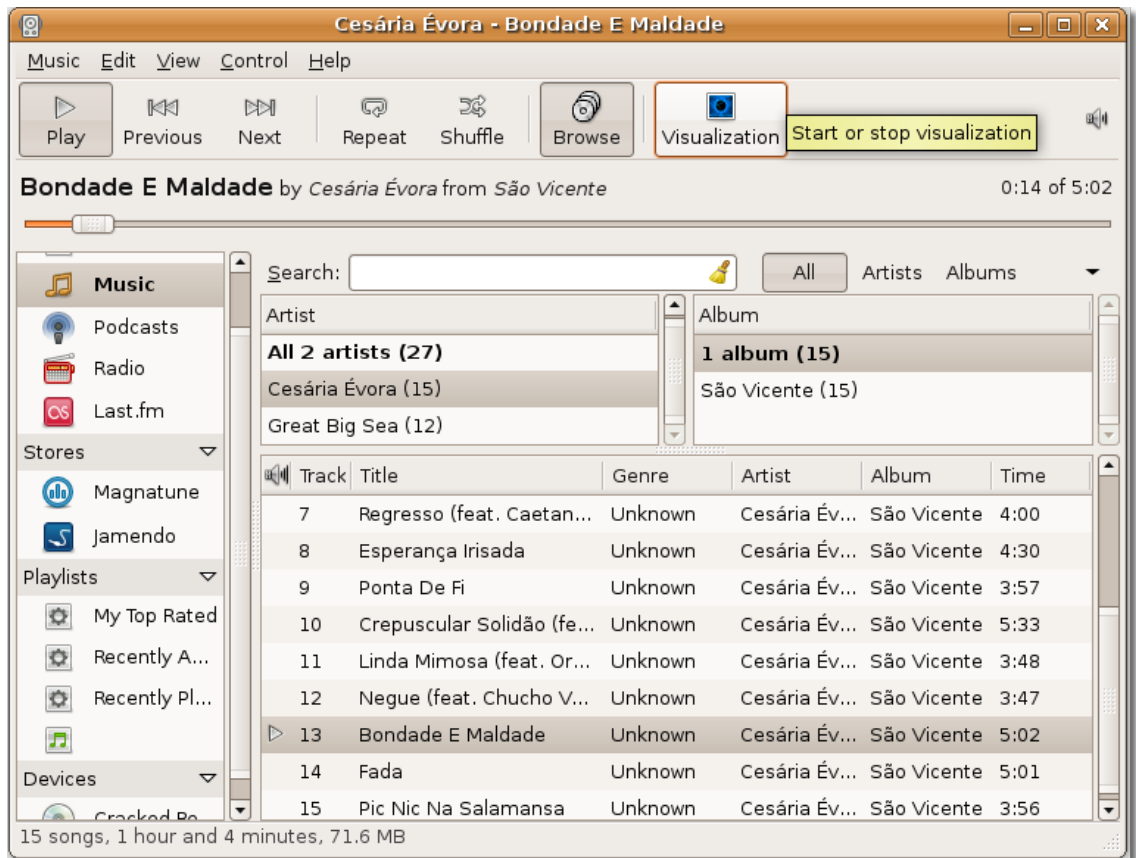 Cesária Évora - Bondade E Maldade
Music Edit View Control Help
Play Previous Next Repeat Shuffle Browse Visualization
Start or stop visualization
Bondade E Maldade by Cesária Évora from São Vicente 0:14 of 5:02
Music
Podcasts
Radio
Last.fm
Stores
Magnatune
Jamendo
Playlists
My Top Rated
Recently A...
Recently Pl...
Devices
Cracked Re
Search: All Artists Albums
Artist
All 2 artists (27)
Cesária Évora (15)
Great Big Sea (12)
Album
1 album (15)
São Vicente (15)
Track Title Genre Artist Album Time
7 Regresso (feat. Caetan... Unknown Cesária Év... São Vicente 4:00
8 Esperança Irisada Unknown Cesária Év... São Vicente 4:30
9 Ponta De Fi Unknown Cesária Év... São Vicente 3:57
10 Crepuscular Solidão (fe... Unknown Cesária Év... São Vicente 5:33
11 Linda Mimosa (feat. Or... Unknown Cesária Év... São Vicente 3:48
12 Negue (feat. Chucho V... Unknown Cesária Év... São Vicente 3:47
13 Bondade E Maldade Unknown Cesária Év... São Vicente 5:02
14 Fada Unknown Cesária Év... São Vicente 5:01
15 Pic Nic Na Salamansa Unknown Cesária Év... São Vicente 3:56
15 songs, 1 hour and 4 minutes, 71.6 MB